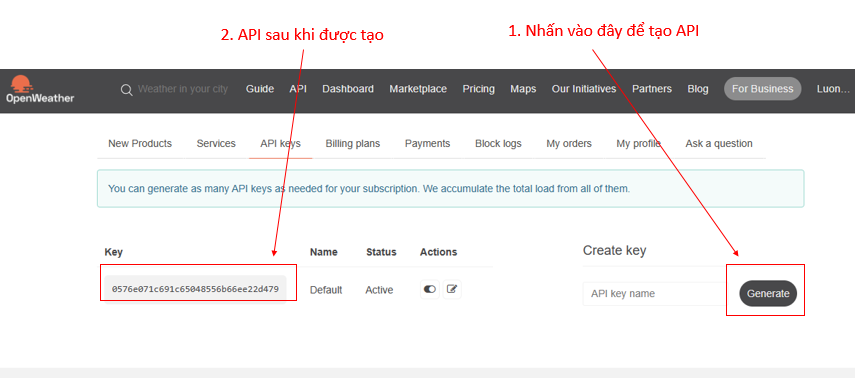 2. API sau khi được tạo
1. Nhấn vào đây để tạo API
OpenWeather
Weather in your city
Guide
API
Dashboard
Marketplace
Pricing
Maps
Our Initiatives
Partners
Blog
For Business
Luon...
New Products
Services
API keys
Billing plans
Payments
Block logs
My orders
My profile
Ask a question
You can generate as many API keys as needed for your subscription. We accumulate the total load from all of them.
Key
Name
Status
Actions
Create key
0576e071c691c65048556b66ee22d479
Default
Active
API key name
Generate